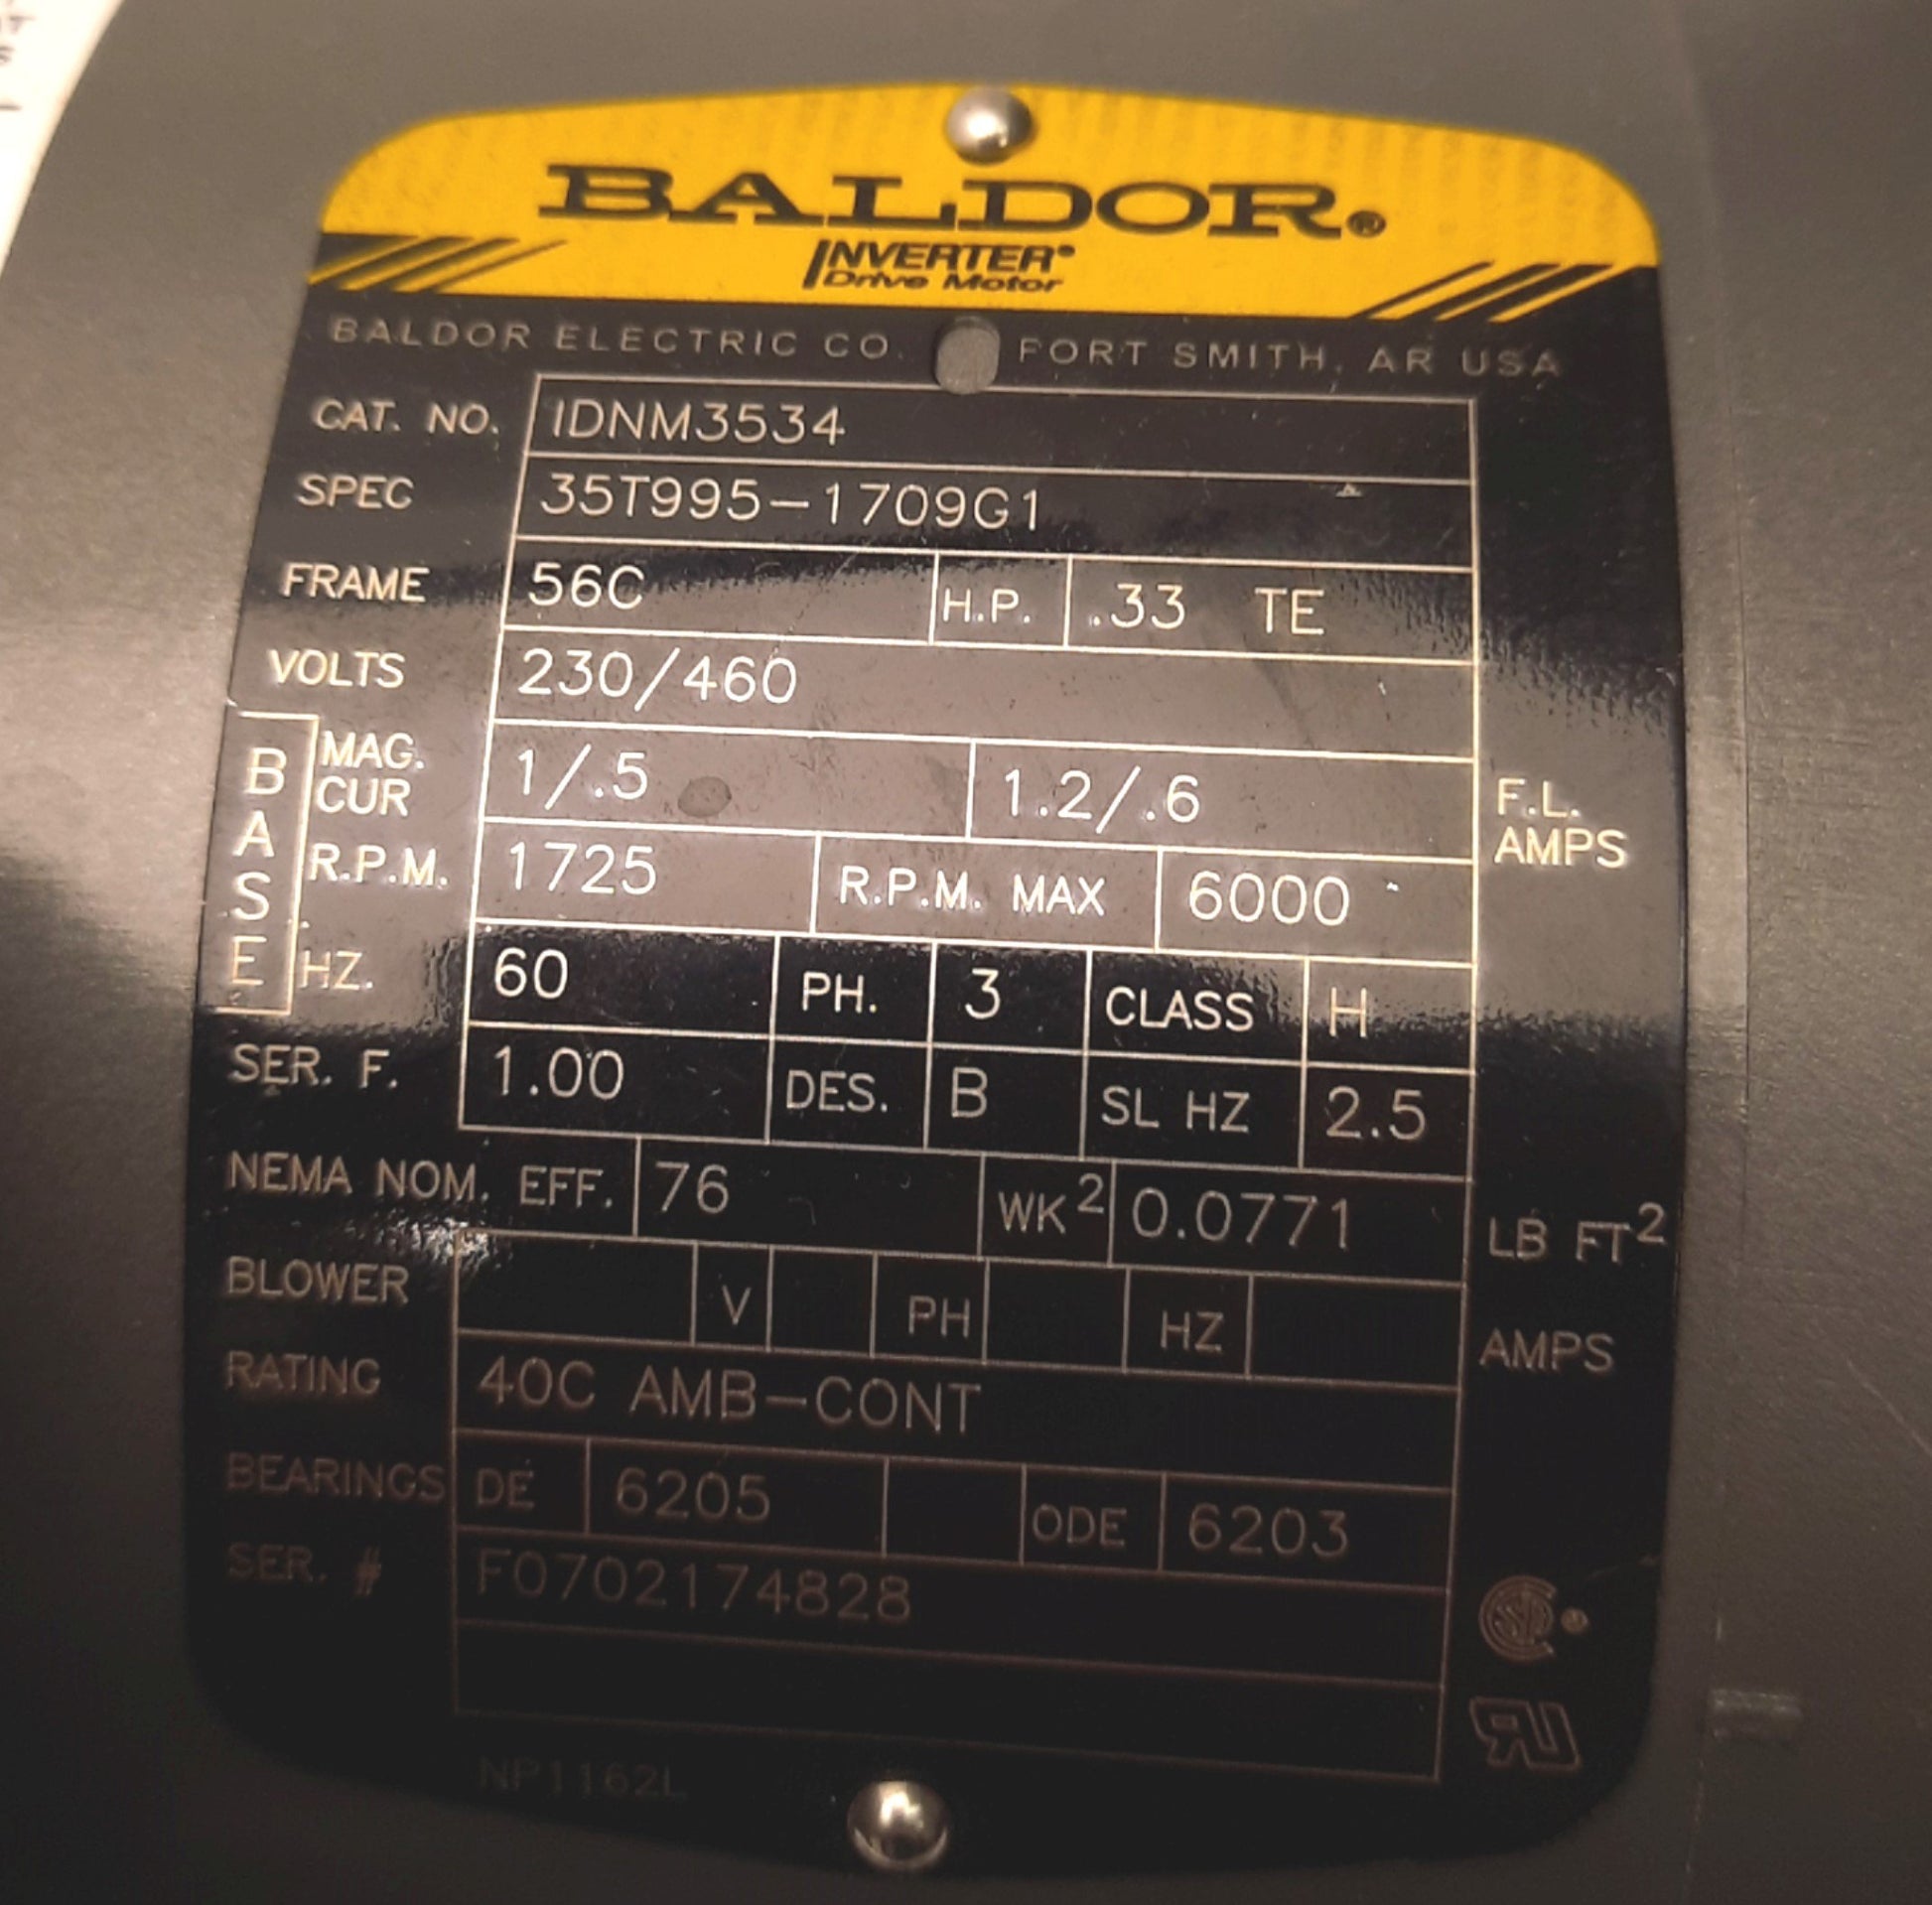 BALDOR®
INVERTER®
Drive Motor
BALDOR ELECTRIC CO. FORT SMITH, AR USA
CAT. NO. IDNM3534
SPEC 35T995-1709G1
FRAME 56C H.P. .33 TE
VOLTS 230/460
BASE
MAG. CUR 1/.5 1.2/.6 F.L. AMPS
R.P.M. 1725 R.P.M. MAX 6000
HZ. 60 PH. 3 CLASS H
SER. F. 1.00 DES. B SL HZ 2.5
NEMA NOM. EFF. 76 WK² 0.0771 LB FT²
BLOWER V PH HZ AMPS
RATING 40C AMB-CONT
BEARINGS DE 6205 ODE 6203
SER. # F0702174828
NP1162L